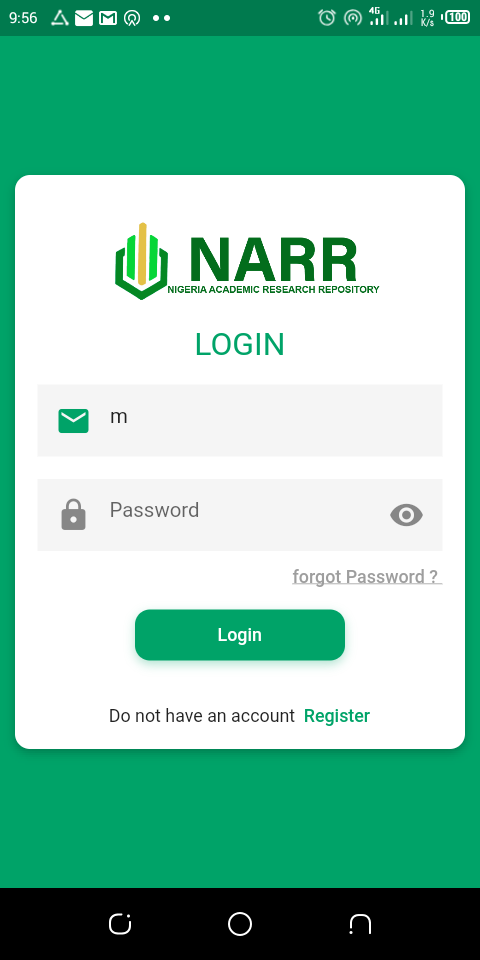 9:56 4G 1.9 K/s 100
NARR
NIGERIA ACADEMIC RESEARCH REPOSITORY
LOGIN
m
Password
forgot Password ?
Login
Do not have an account Register